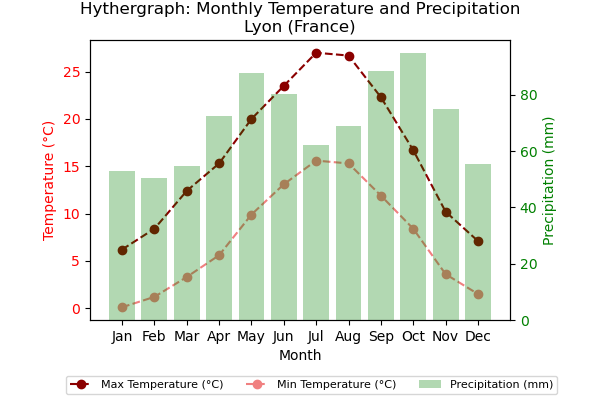 Hythergraph: Monthly Temperature and Precipitation
Lyon (France)
Temperature (°C)
25
20
15
10
5
0
80
60
40
20
0
Precipitation (mm)
Jan Feb Mar Apr May Jun Jul Aug Sep Oct Nov Dec
Month
Max Temperature (°C) Min Temperature (°C) Precipitation (mm)